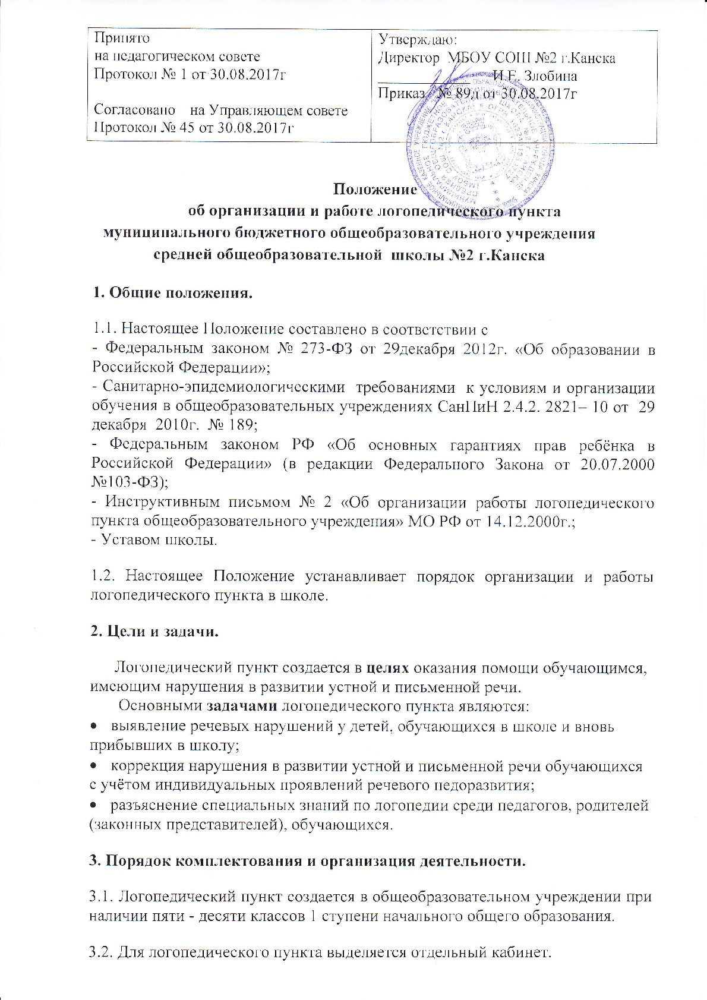 Принято
на педагогическом совете
Протокол № 1 от 30.08.2017г
Согласовано на Управляющем совете
Протокол № 45 от 30.08.2017г
Утверждаю:
Директор МБОУ СОШ №2 г.Канска
____________ И.Е. Злобина
Приказ № 89д от 30.08.2017г
Положение
об организации и работе логопедического пункта
муниципального бюджетного общеобразовательного учреждения
средней общеобразовательной школы №2 г.Канска
1. Общие положения.
1.1. Настоящее Положение составлено в соответствии с
- Федеральным законом № 273-ФЗ от 29декабря 2012г. «Об образовании в
Российской Федерации»;
- Санитарно-эпидемиологическими требованиями к условиям и организации
обучения в общеобразовательных учреждениях СанПиН 2.4.2. 2821– 10 от 29
декабря 2010г. № 189;
- Федеральным законом РФ «Об основных гарантиях прав ребёнка в
Российской Федерации» (в редакции Федерального Закона от 20.07.2000
№103-ФЗ);
- Инструктивным письмом № 2 «Об организации работы логопедического
пункта общеобразовательного учреждения» МО РФ от 14.12.2000г.;
- Уставом школы.
1.2. Настоящее Положение устанавливает порядок организации и работы
логопедического пункта в школе.
2. Цели и задачи.
Логопедический пункт создается в целях оказания помощи обучающимся,
имеющим нарушения в развитии устной и письменной речи.
Основными задачами логопедического пункта являются:
• выявление речевых нарушений у детей, обучающихся в школе и вновь
прибывших в школу;
• коррекция нарушения в развитии устной и письменной речи обучающихся
с учётом индивидуальных проявлений речевого недоразвития;
• разъяснение специальных знаний по логопедии среди педагогов, родителей
(законных представителей), обучающихся.
3. Порядок комплектования и организация деятельности.
3.1. Логопедический пункт создается в общеобразовательном учреждении при
наличии пяти - десяти классов 1 ступени начального общего образования.
3.2. Для логопедического пункта выделяется отдельный кабинет.